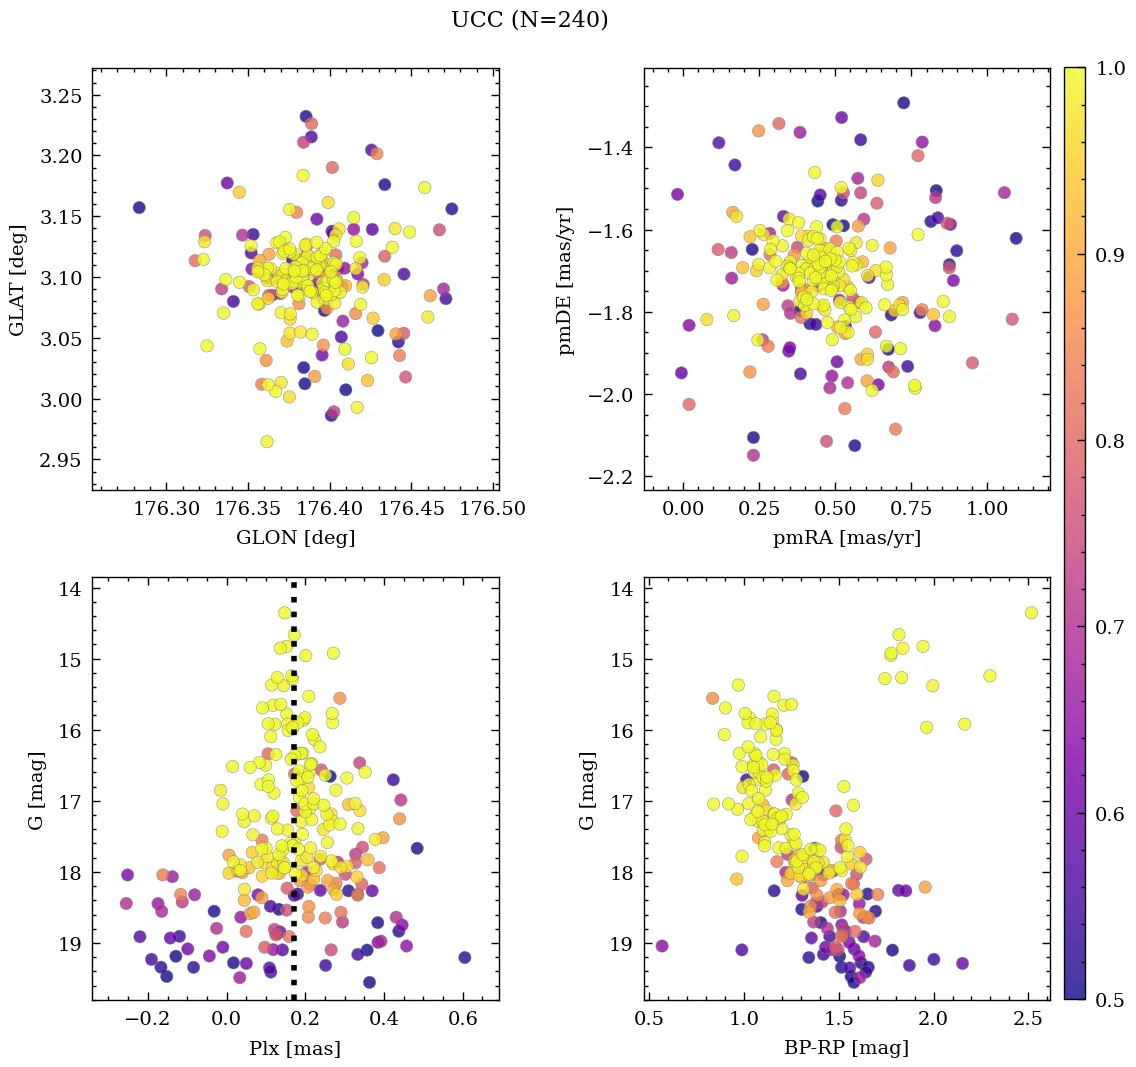 UCC (N=240)
3.25
3.20
3.15
3.10
3.05
3.00
2.95
GLAT [deg]
176.30 176.35 176.40 176.45 176.50
GLON [deg]
−1.4
−1.6
−1.8
−2.0
−2.2
pmDE [mas/yr]
0.00 0.25 0.50 0.75 1.00
pmRA [mas/yr]
14
15
16
17
18
19
G [mag]
−0.2 0.0 0.2 0.4 0.6
Plx [mas]
14
15
16
17
18
19
G [mag]
0.5 1.0 1.5 2.0 2.5
BP-RP [mag]
1.0
0.9
0.8
0.7
0.6
0.5